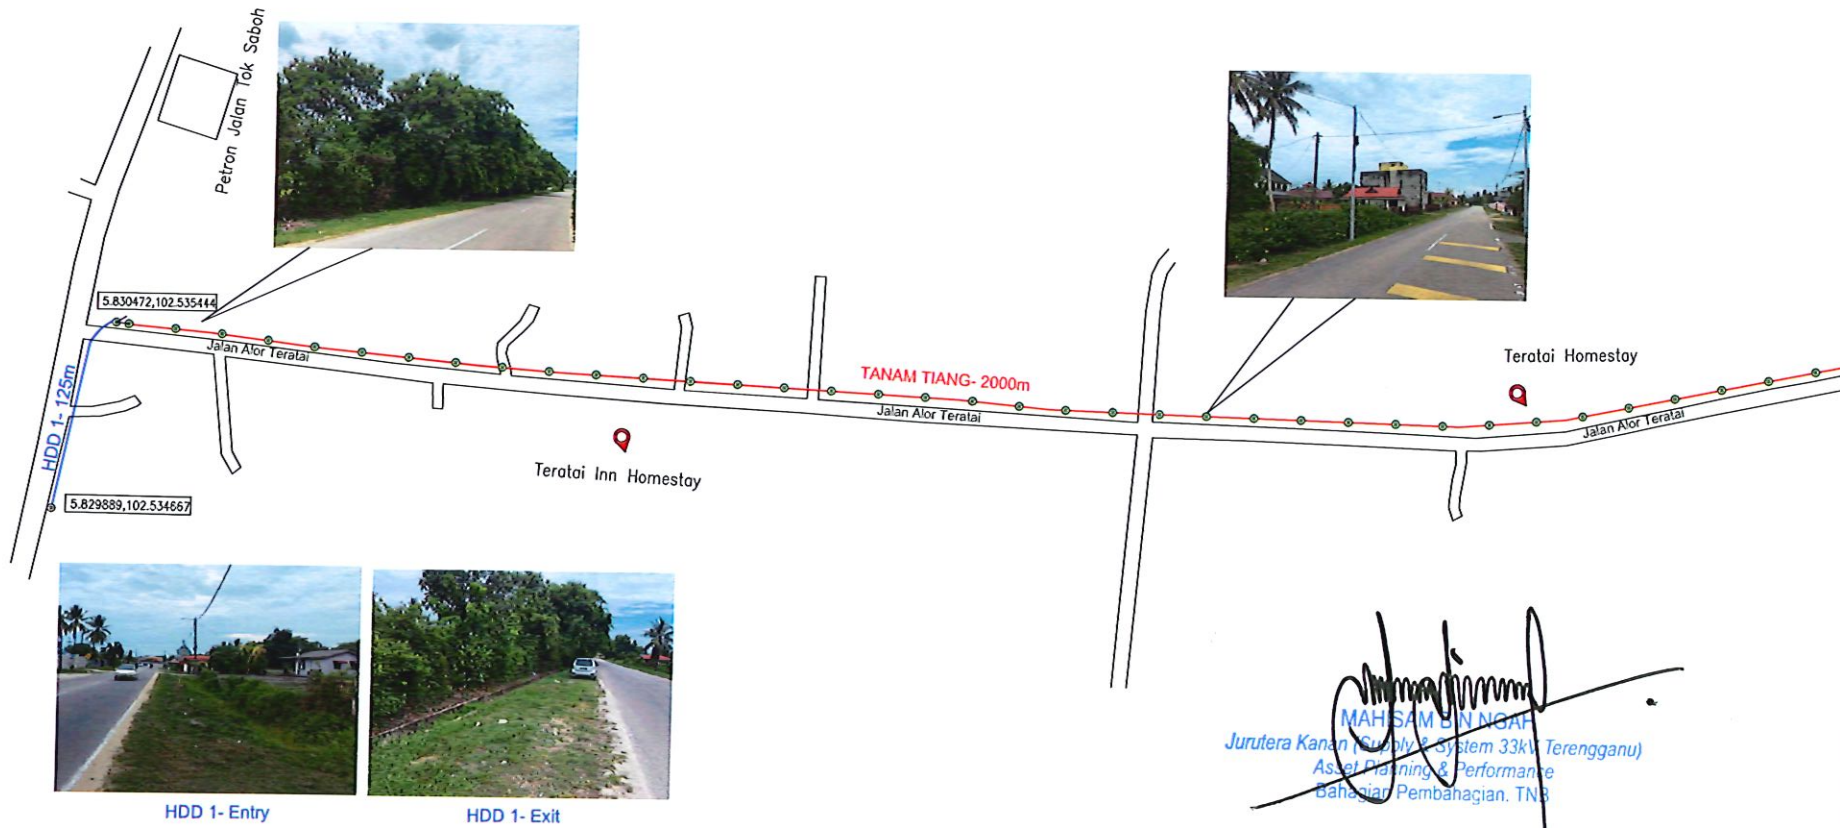 Petron Jalan Tok Saboh
5.830472,102.535444
Jalan Alor Teratai
HDD 1- 125m
5.829889,102.534667
Teratai Inn Homestay
TANAM TIANG- 2000m
Jalan Alor Teratai
Teratai Homestay
Jalan Alor Teratai
HDD 1- Entry
HDD 1- Exit
MAHISAM BIN NGAH
Jurutera Kanan (Supply & System 33kV Terengganu)
Asset Planning & Performance
Bahagian Pembahagian. TNB